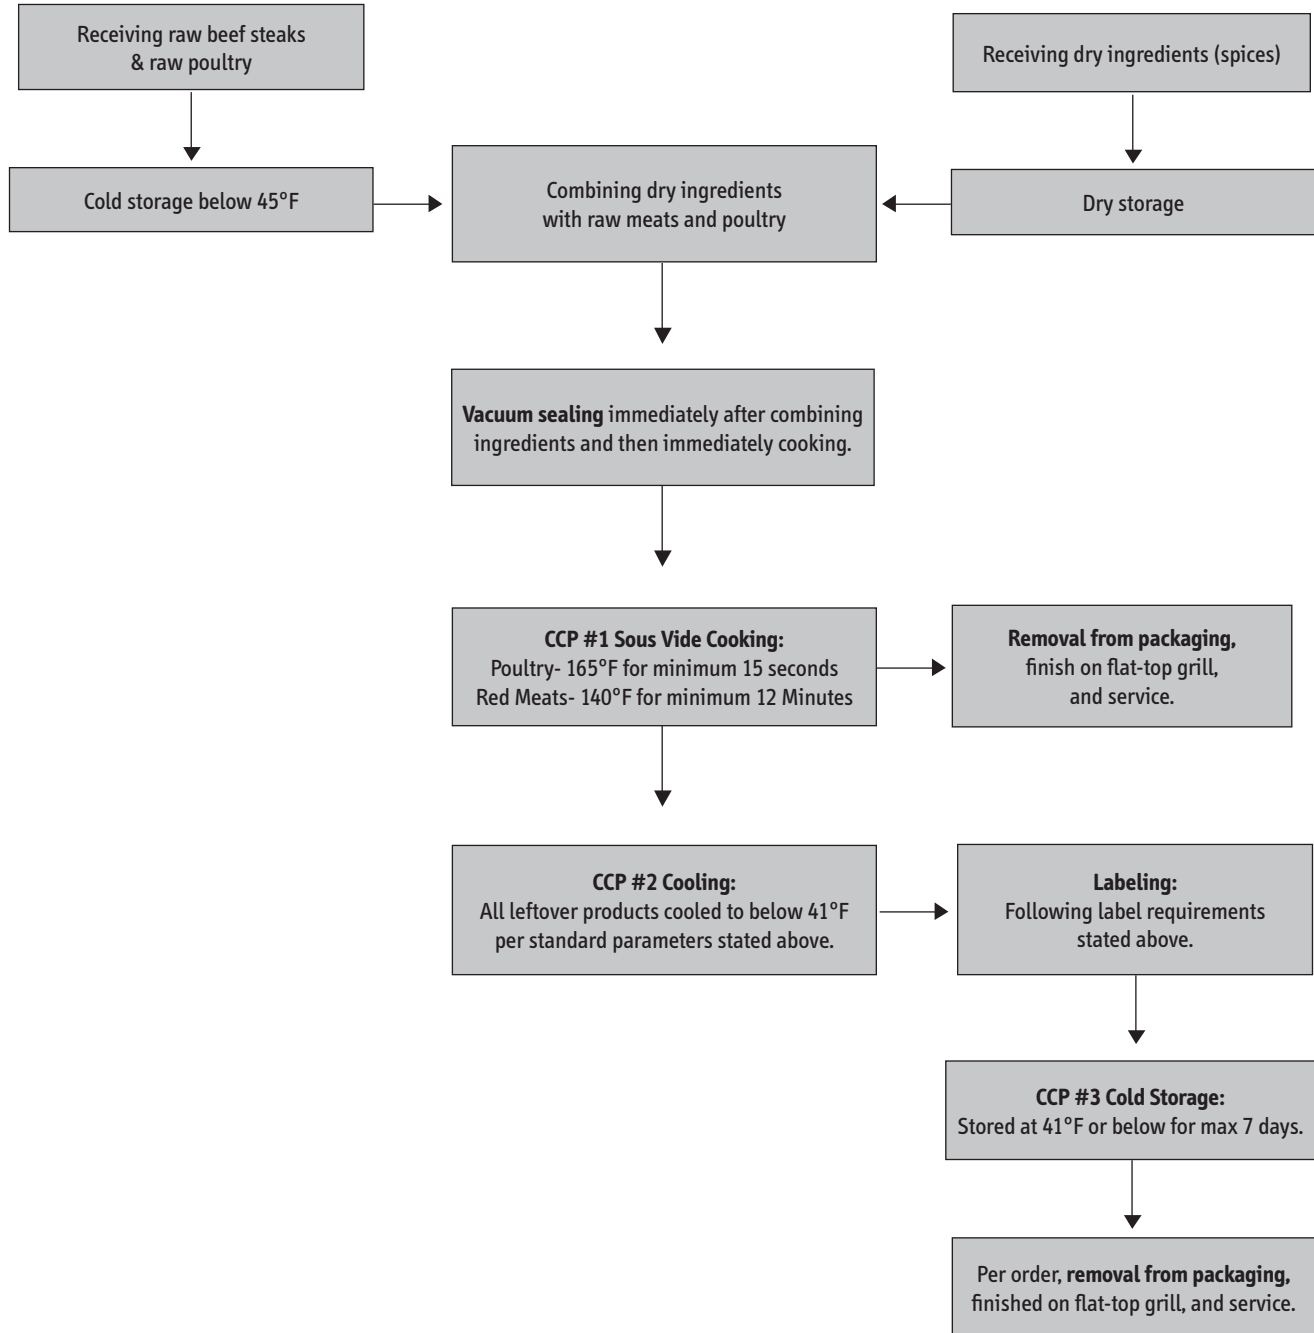 Receiving raw beef steaks
& raw poultry
Receiving dry ingredients (spices)
Cold storage below 45°F
Combining dry ingredients
with raw meats and poultry
Dry storage
Vacuum sealing immediately after combining
ingredients and then immediately cooking.
CCP #1 Sous Vide Cooking:
Poultry- 165°F for minimum 15 seconds
Red Meats- 140°F for minimum 12 Minutes
Removal from packaging,
finish on flat-top grill,
and service.
CCP #2 Cooling:
All leftover products cooled to below 41°F
per standard parameters stated above.
Labeling:
Following label requirements
stated above.
CCP #3 Cold Storage:
Stored at 41°F or below for max 7 days.
Per order, removal from packaging,
finished on flat-top grill, and service.